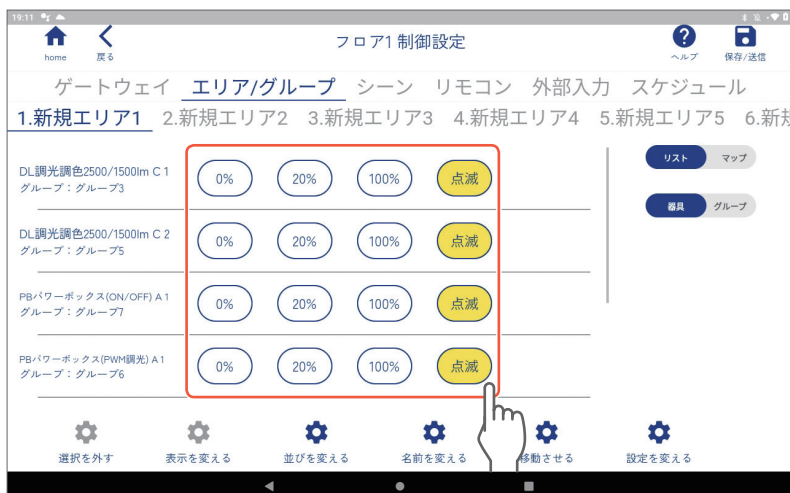 19:11
home
戻る
フロア1 制御設定
ヘルプ
保存/送信
ゲートウェイ エリア/グループ シーン リモコン 外部入力 スケジュール
1.新規エリア1 2.新規エリア2 3.新規エリア3 4.新規エリア4 5.新規エリア5 6.新規
リスト マップ
器具 グループ
DL調光調色2500/1500lm C 1
グループ：グループ3
0% 20% 100% 点滅
DL調光調色2500/1500lm C 2
グループ：グループ5
0% 20% 100% 点滅
PBパワーボックス(ON/OFF) A 1
グループ：グループ7
0% 20% 100% 点滅
PBパワーボックス(PWM調光) A 1
グループ：グループ6
0% 20% 100% 点滅
選択を外す 表示を変える 並びを変える 名前を変える 移動させる 設定を変える